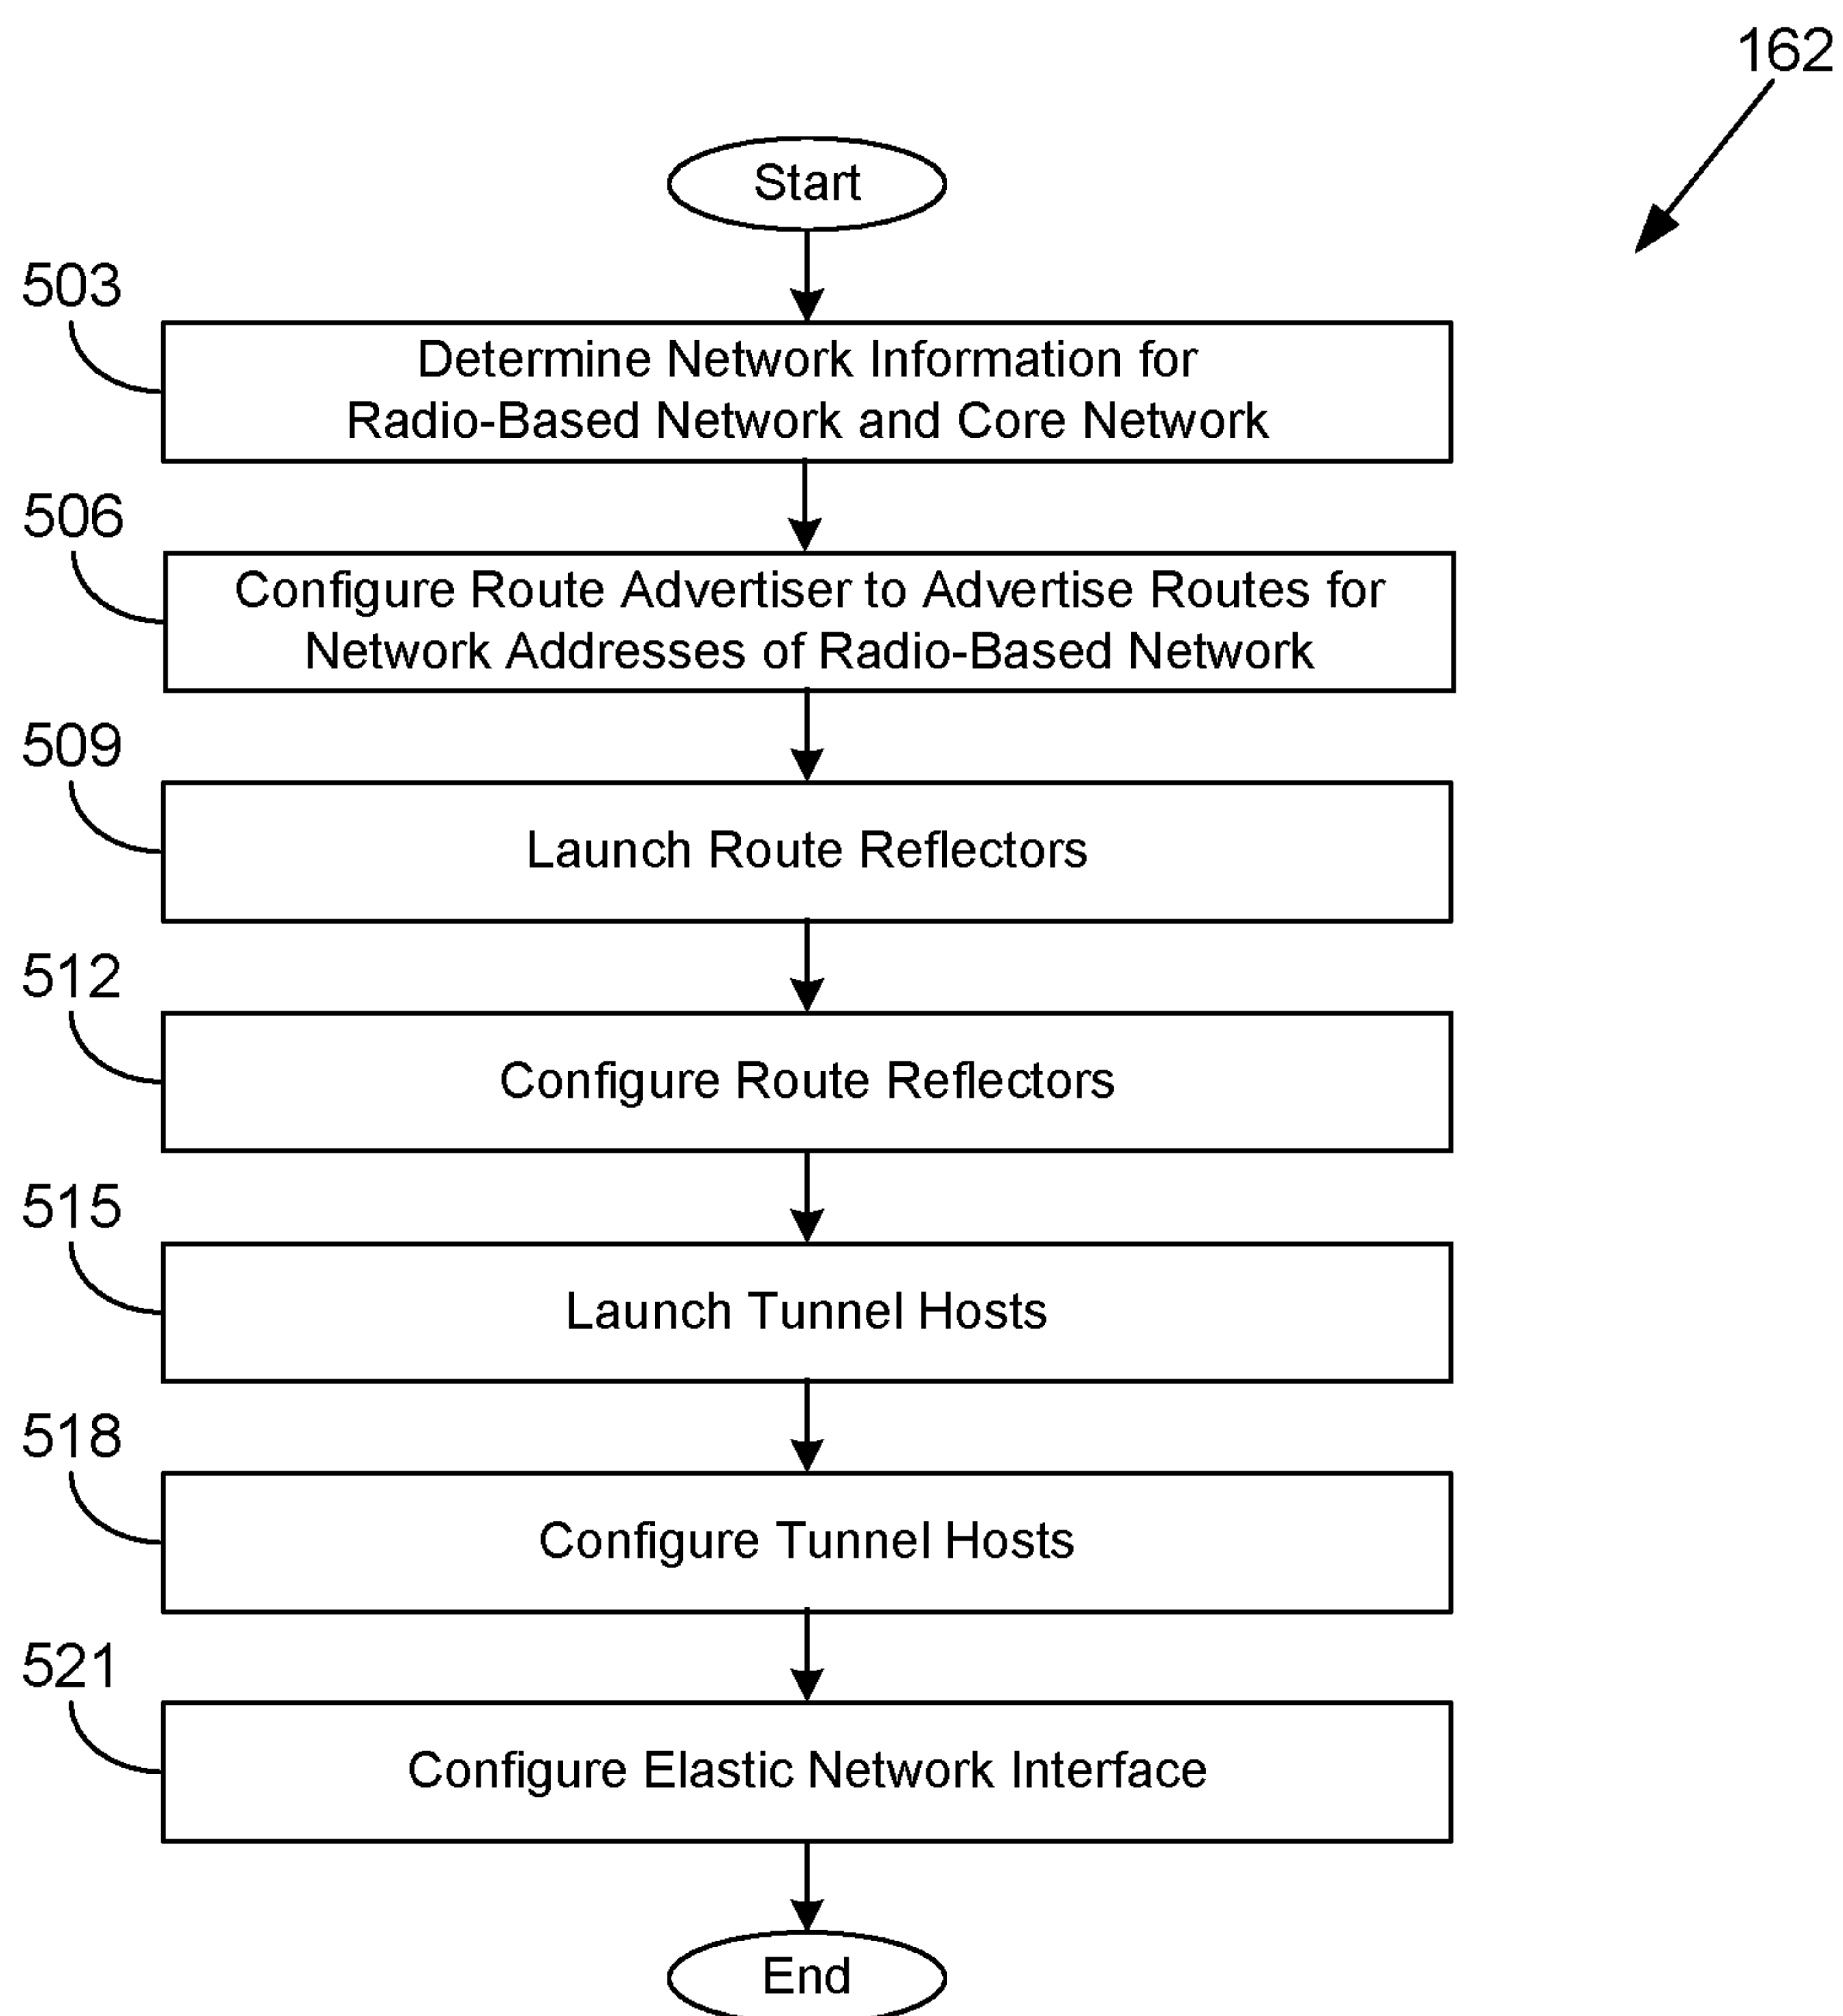 162
Start
503
Determine Network Information for
Radio-Based Network and Core Network
506
Configure Route Advertiser to Advertise Routes for
Network Addresses of Radio-Based Network
509
Launch Route Reflectors
512
Configure Route Reflectors
515
Launch Tunnel Hosts
518
Configure Tunnel Hosts
521
Configure Elastic Network Interface
End